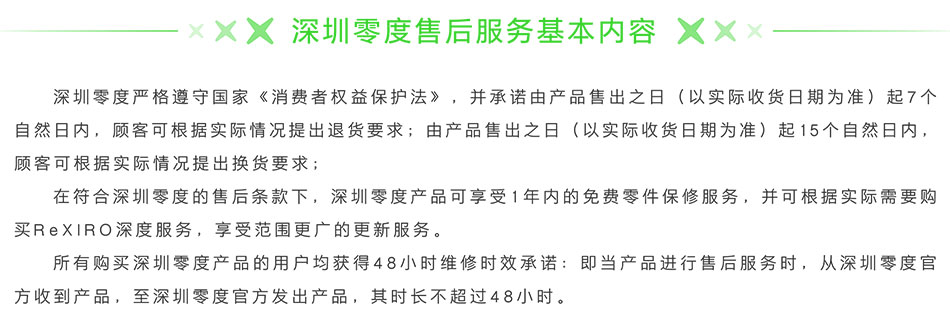 深圳零度售后服务基本内容
深圳零度严格遵守国家《消费者权益保护法》，并承诺由产品售出之日（以实际收货日期为准）起7个
自然日内，顾客可根据实际情况提出退货要求；由产品售出之日（以实际收货日期为准）起15个自然日内，
顾客可根据实际情况提出换货要求；
在符合深圳零度的售后条款下，深圳零度产品可享受1年内的免费零件保修服务，并可根据实际需要购
买ReXIRO深度服务，享受范围更广的更新服务。
所有购买深圳零度产品的用户均获得48小时维修时效承诺：即当产品进行售后服务时，从深圳零度官
方收到产品，至深圳零度官方发出产品，其时长不超过48小时。